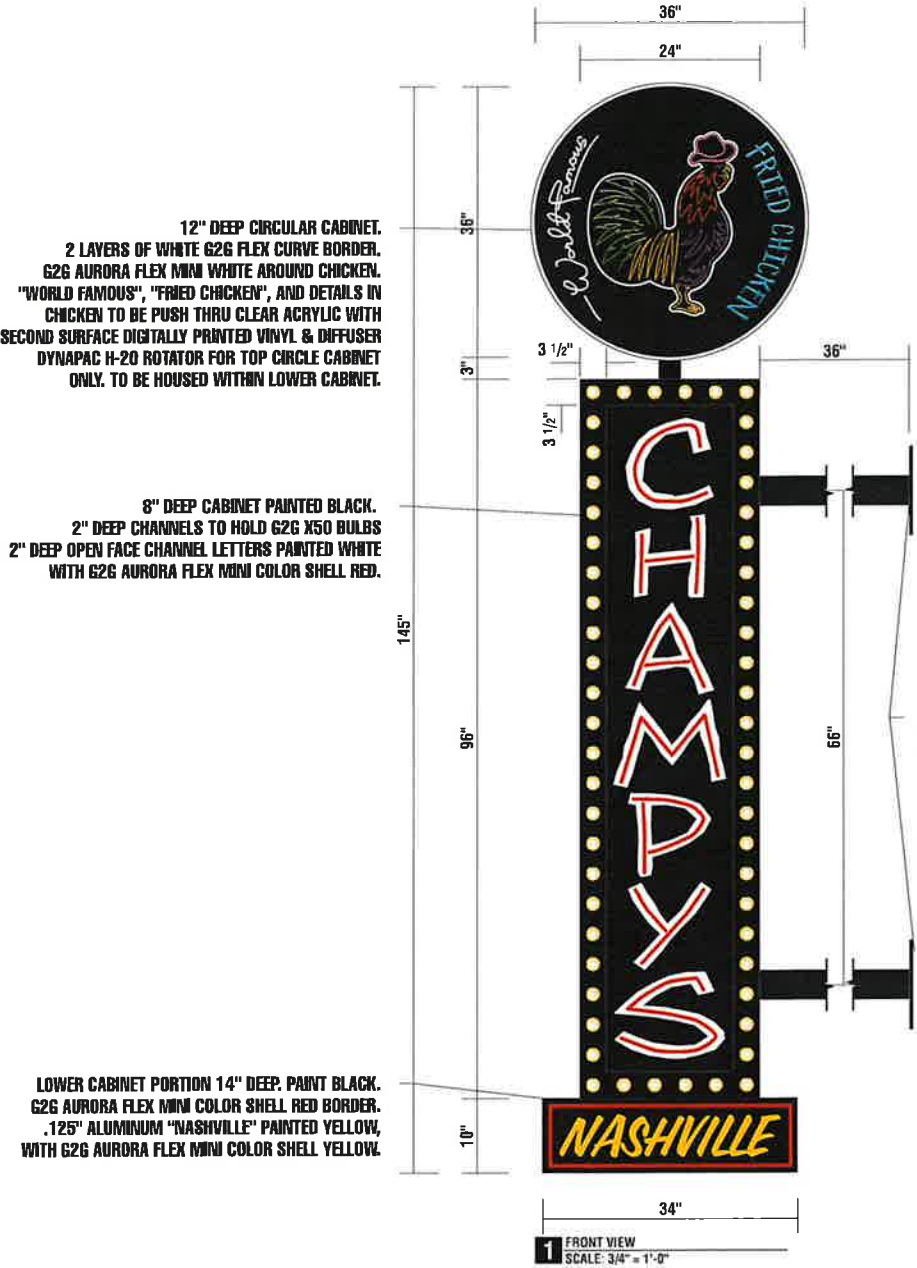 36"
24"
World Famous
FRIED CHICKEN
12" DEEP CIRCULAR CABINET.
2 LAYERS OF WHITE G2G FLEX CURVE BORDER.
G2G AURORA FLEX MINI WHITE AROUND CHICKEN.
"WORLD FAMOUS", "FRIED CHICKEN", AND DETAILS IN
CHICKEN TO BE PUSH THRU CLEAR ACRYLIC WITH
SECOND SURFACE DIGITALLY PRINTED VINYL & DIFFUSER
DYNAPAC H-20 ROTATOR FOR TOP CIRCLE CABINET
ONLY. TO BE HOUSED WITHIN LOWER CABINET.
36"
3"
3 1/2"
36"
3 1/2"
8" DEEP CABINET PAINTED BLACK.
2" DEEP CHANNELS TO HOLD G2G X50 BULBS
2" DEEP OPEN FACE CHANNEL LETTERS PAINTED WHITE
WITH G2G AURORA FLEX MINI COLOR SHELL RED.
145"
96"
CHAMPYS
66"
LOWER CABINET PORTION 14" DEEP. PAINT BLACK.
G2G AURORA FLEX MINI COLOR SHELL RED BORDER.
.125" ALUMINUM "NASHVILLE" PAINTED YELLOW,
WITH G2G AURORA FLEX MINI COLOR SHELL YELLOW.
10"
NASHVILLE
34"
1 FRONT VIEW
SCALE: 3/4" = 1'-0"